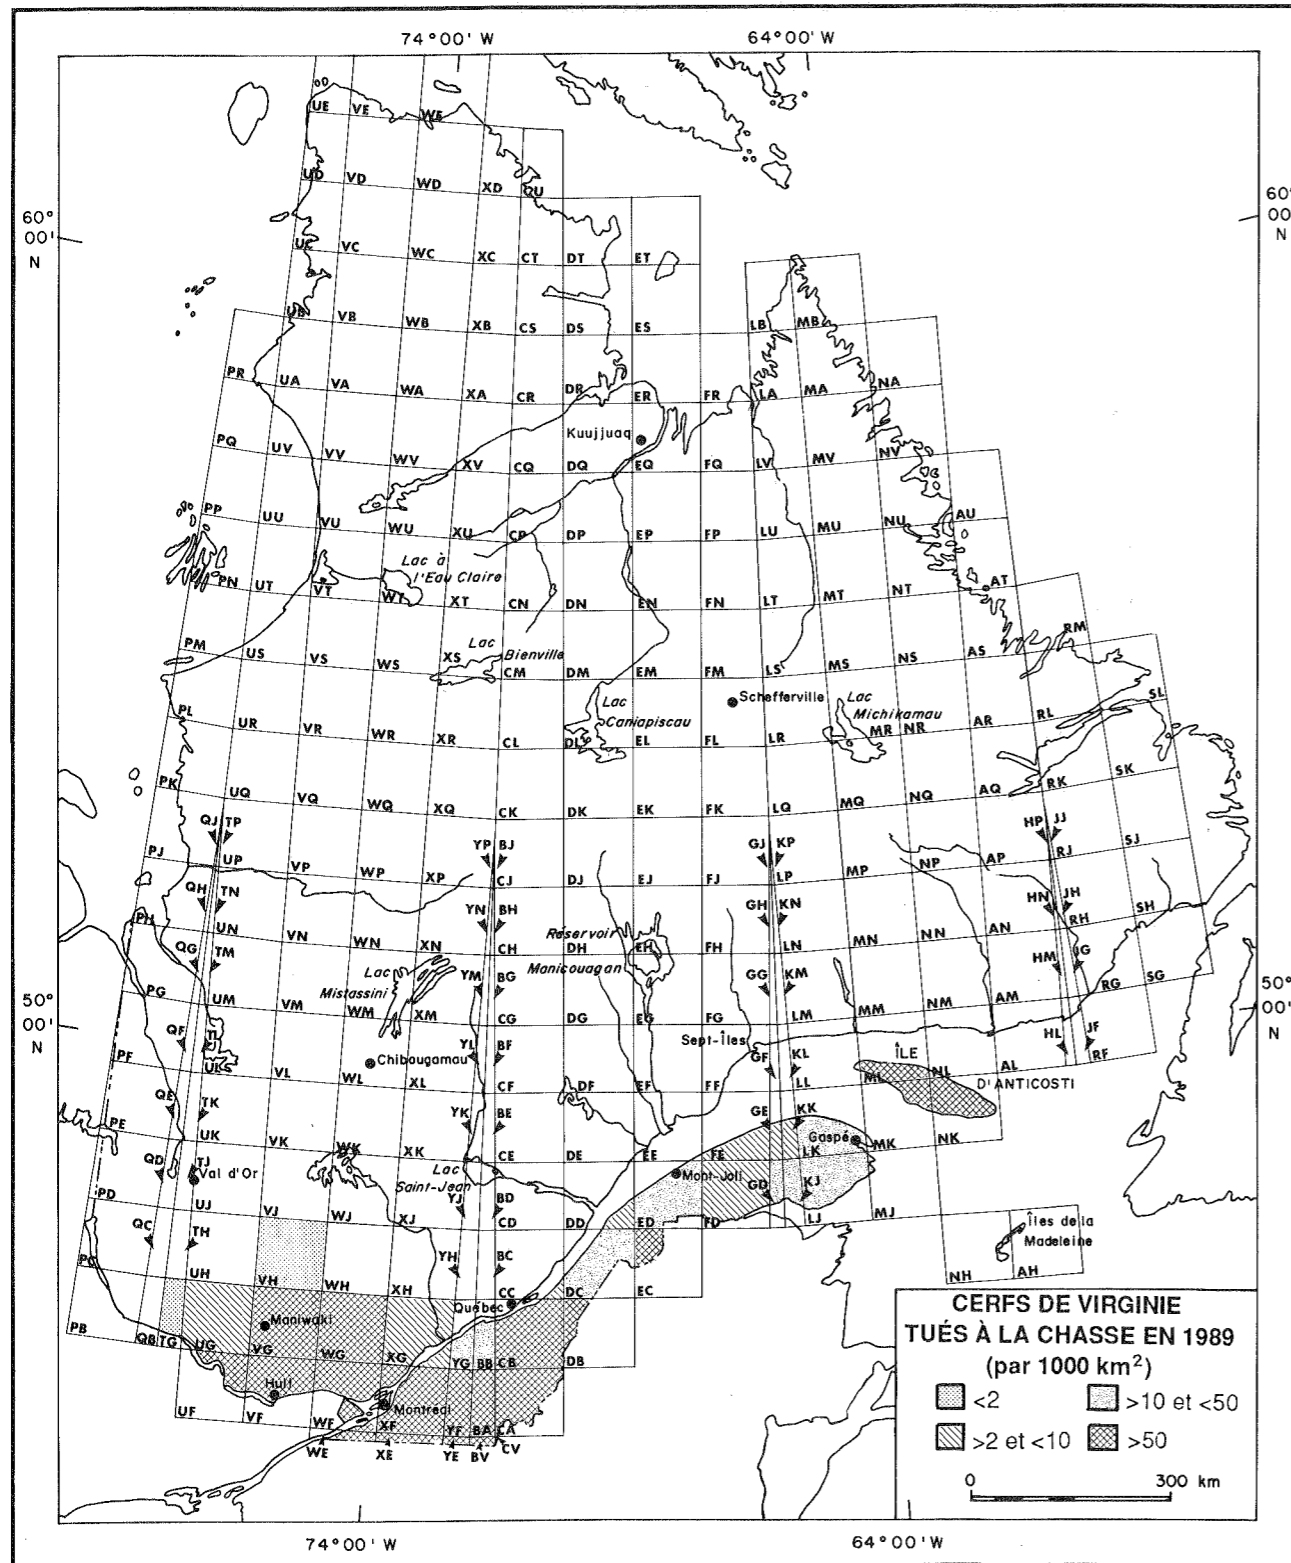 74°00' W 64°00' W
UE VE WE
UD VD WD XD CU
60° 00' N 60° 00' N
UC VC WC XC CT DT ET
UB VB WB XB CS DS ES LB MB
PR UA VA WA XA CR DR ER FR LA MA NA
Kuujjuaq
PQ UV VV WV XV CQ DQ EQ FQ LV MV NV
PP UU VU WU XU CP DP EP FP LU MU NU AU
Lac à
l'Eau Claire
PN UT VT WT XT CN DN EN FN LT MT NT AT
RM
Lac
Bienville
PM US VS WS XS CM DM EM FM LS MS NS AS
Schefferville
Lac
Caniapiscau
Lac
Michikamau
SL
PL UR VR WR XR CL DL EL FL LR MR NR AR RL
PK UQ VQ WQ XQ CK DK EK FK LQ MQ NQ AQ RK SK
QJ TP YP BJ GJ KP HP JJ
PJ UP VP WP XP CJ DJ EJ FJ LP MP NP AP RJ SJ
QH TN YN BH GH KN HN JH
PH UN VN WN XN CH DH EH FH LN MN NN AN RH SH
Réservoir
Manicouagan
Lac
Mistassini
QG TM YM BG GG KM HM JG
PG UM VM WM XM CG DG EG FG LM MM NM AM RG SG
50° 00' N 50° 00' N
Sept-Îles
Chibougamau
QF YL BF GF KL HL JF
PF VL WL XL CF DF EF FF LL ML NL AL RF
ÎLE
D'ANTICOSTI
QE TK YK BE GE KK
PE UK VK WK XK CE DE EE FE LK MK NK
Gaspé
Mont-Joli
Lac
Saint-Jean
QD TJ YJ BD GD KJ
Val d'Or
PD UJ VJ WJ XJ CD DD ED FD LJ MJ
QC TH YH BC
Îles de la
Madeleine
PC UH VH WH XH CC DC EC NH AH
Québec
Maniwaki
PB QB TG UG VG WG XG YG BB CB DB
Hull
Montréal
UF VF WF XF YF BA CA
WE XE YE BV CV
CERFS DE VIRGINIE
TUÉS À LA CHASSE EN 1989
(par 1000 km²)
<2 >10 et <50
>2 et <10 >50
0 300 km
74°00' W 64°00' W